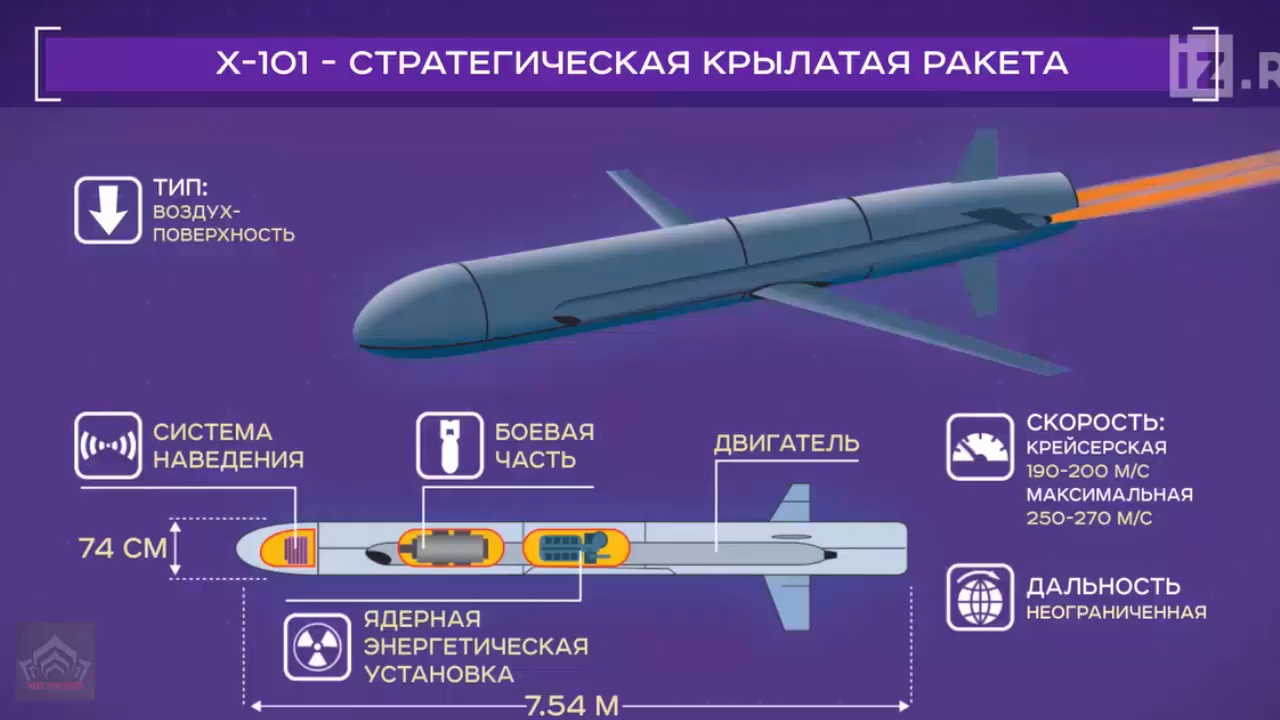 Х-101 - СТРАТЕГИЧЕСКАЯ КРЫЛАТАЯ РАКЕТА
iz.R
ТИП:
ВОЗДУХ-
ПОВЕРХНОСТЬ
СИСТЕМА
НАВЕДЕНИЯ
БОЕВАЯ
ЧАСТЬ
ДВИГАТЕЛЬ
СКОРОСТЬ:
КРЕЙСЕРСКАЯ
190-200 М/С
МАКСИМАЛЬНАЯ
250-270 М/С
74 СМ
ДАЛЬНОСТЬ
НЕОГРАНИЧЕННАЯ
ЯДЕРНАЯ
ЭНЕРГЕТИЧЕСКАЯ
УСТАНОВКА
7.54 М